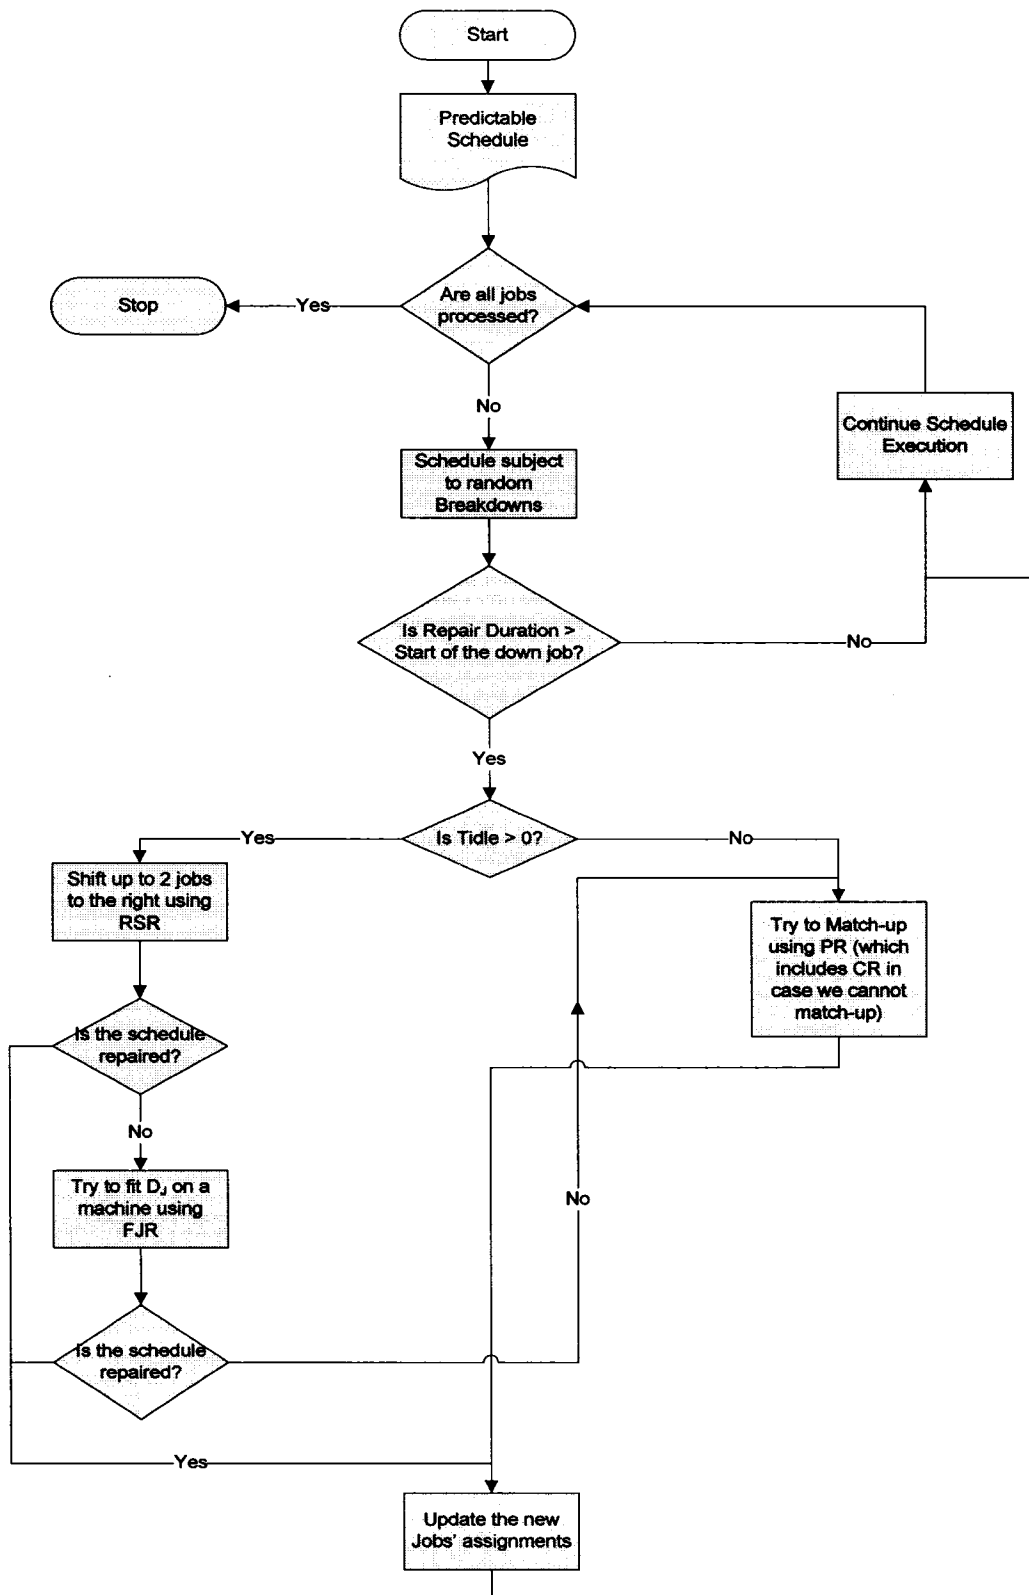 Start
Predictable
Schedule
Are all jobs
processed?
Yes
Stop
No
Continue Schedule
Execution
Schedule subject
to random
Breakdowns
Is Repair Duration >
Start of the down job?
No
Yes
Is Tidle > 0?
Yes
No
Shift up to 2 jobs
to the right using
RSR
Try to Match-up
using PR (which
includes CR in
case we cannot
match-up)
Is the schedule
repaired?
No
Try to fit DJ on a
machine using
FJR
No
Is the schedule
repaired?
Yes
Update the new
Jobs' assignments